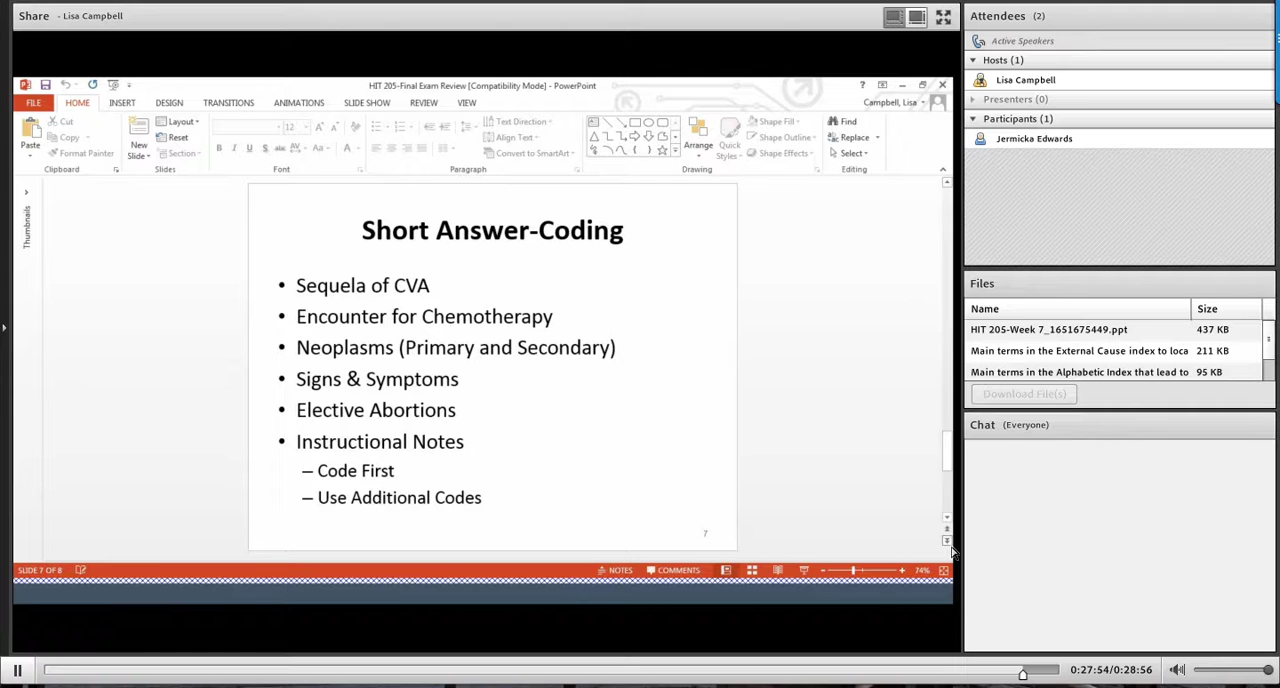 Share - Lisa Campbell
HIT 205-Final Exam Review [Compatibility Mode] - PowerPoint
FILE HOME INSERT DESIGN TRANSITIONS ANIMATIONS SLIDE SHOW REVIEW VIEW
Campbell, Lisa
Paste
Cut
Copy
Format Painter
Clipboard
New
Slide
Layout
Reset
Section
Slides
12
Font
Text Direction
Align Text
Convert to SmartArt
Paragraph
Arrange
Quick
Styles
Shape Fill
Shape Outline
Shape Effects
Drawing
Find
Replace
Select
Editing
Thumbnails
Short Answer-Coding
• Sequela of CVA
• Encounter for Chemotherapy
• Neoplasms (Primary and Secondary)
• Signs & Symptoms
• Elective Abortions
• Instructional Notes
– Code First
– Use Additional Codes
7
SLIDE 7 OF 8
NOTES
COMMENTS
74%
Attendees (2)
Active Speakers
Hosts (1)
Lisa Campbell
Presenters (0)
Participants (1)
Jermicka Edwards
Files
Name Size
HIT 205-Week 7_1651675449.ppt 437 KB
Main terms in the External Cause index to loca 211 KB
Main terms in the Alphabetic Index that lead to 95 KB
Download File(s)
Chat (Everyone)
0:27:54/0:28:56